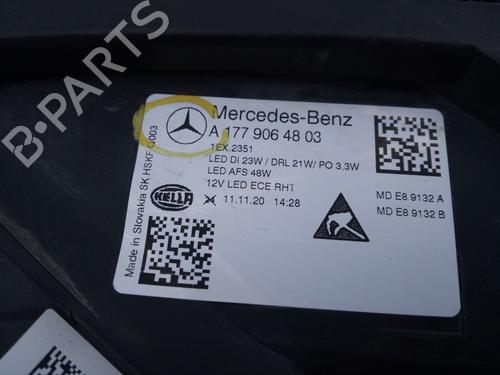 Mercedes-Benz
A 177 906 48 03
1EX.2351
LED DI 23W / DRL 21W/ PO 3,3W
LED AFS 48W
12V LED ECE RHT
HELLA
11.11.20 14:28
MD E8 9132 A
MD E8 9132 B
Made in Slovakia SK HSKF O003
B-PARTS